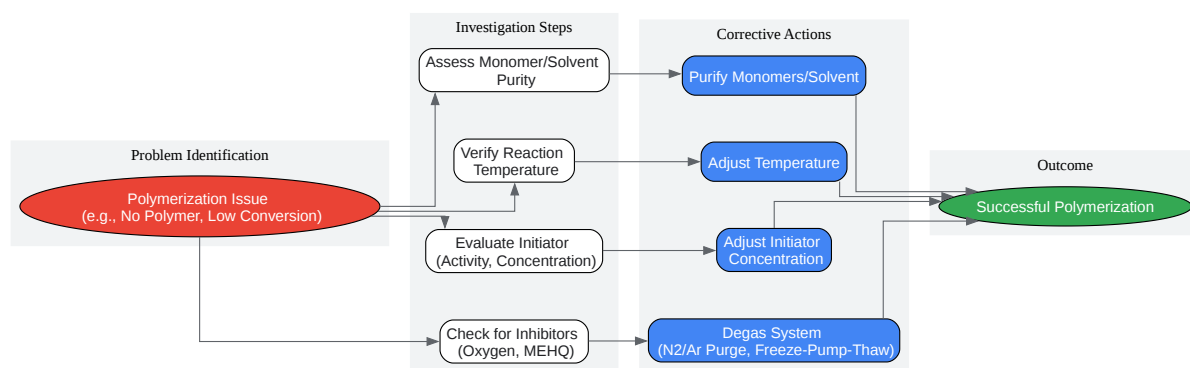 Problem Identification
Polymerization Issue
(e.g., No Polymer, Low Conversion)
Investigation Steps
Assess Monomer/Solvent
Purity
Verify Reaction
Temperature
Evaluate Initiator
(Activity, Concentration)
Check for Inhibitors
(Oxygen, MEHQ)
Corrective Actions
Purify Monomers/Solvent
Adjust Temperature
Adjust Initiator
Concentration
Degas System
(N2/Ar Purge, Freeze-Pump-Thaw)
Outcome
Successful Polymerization